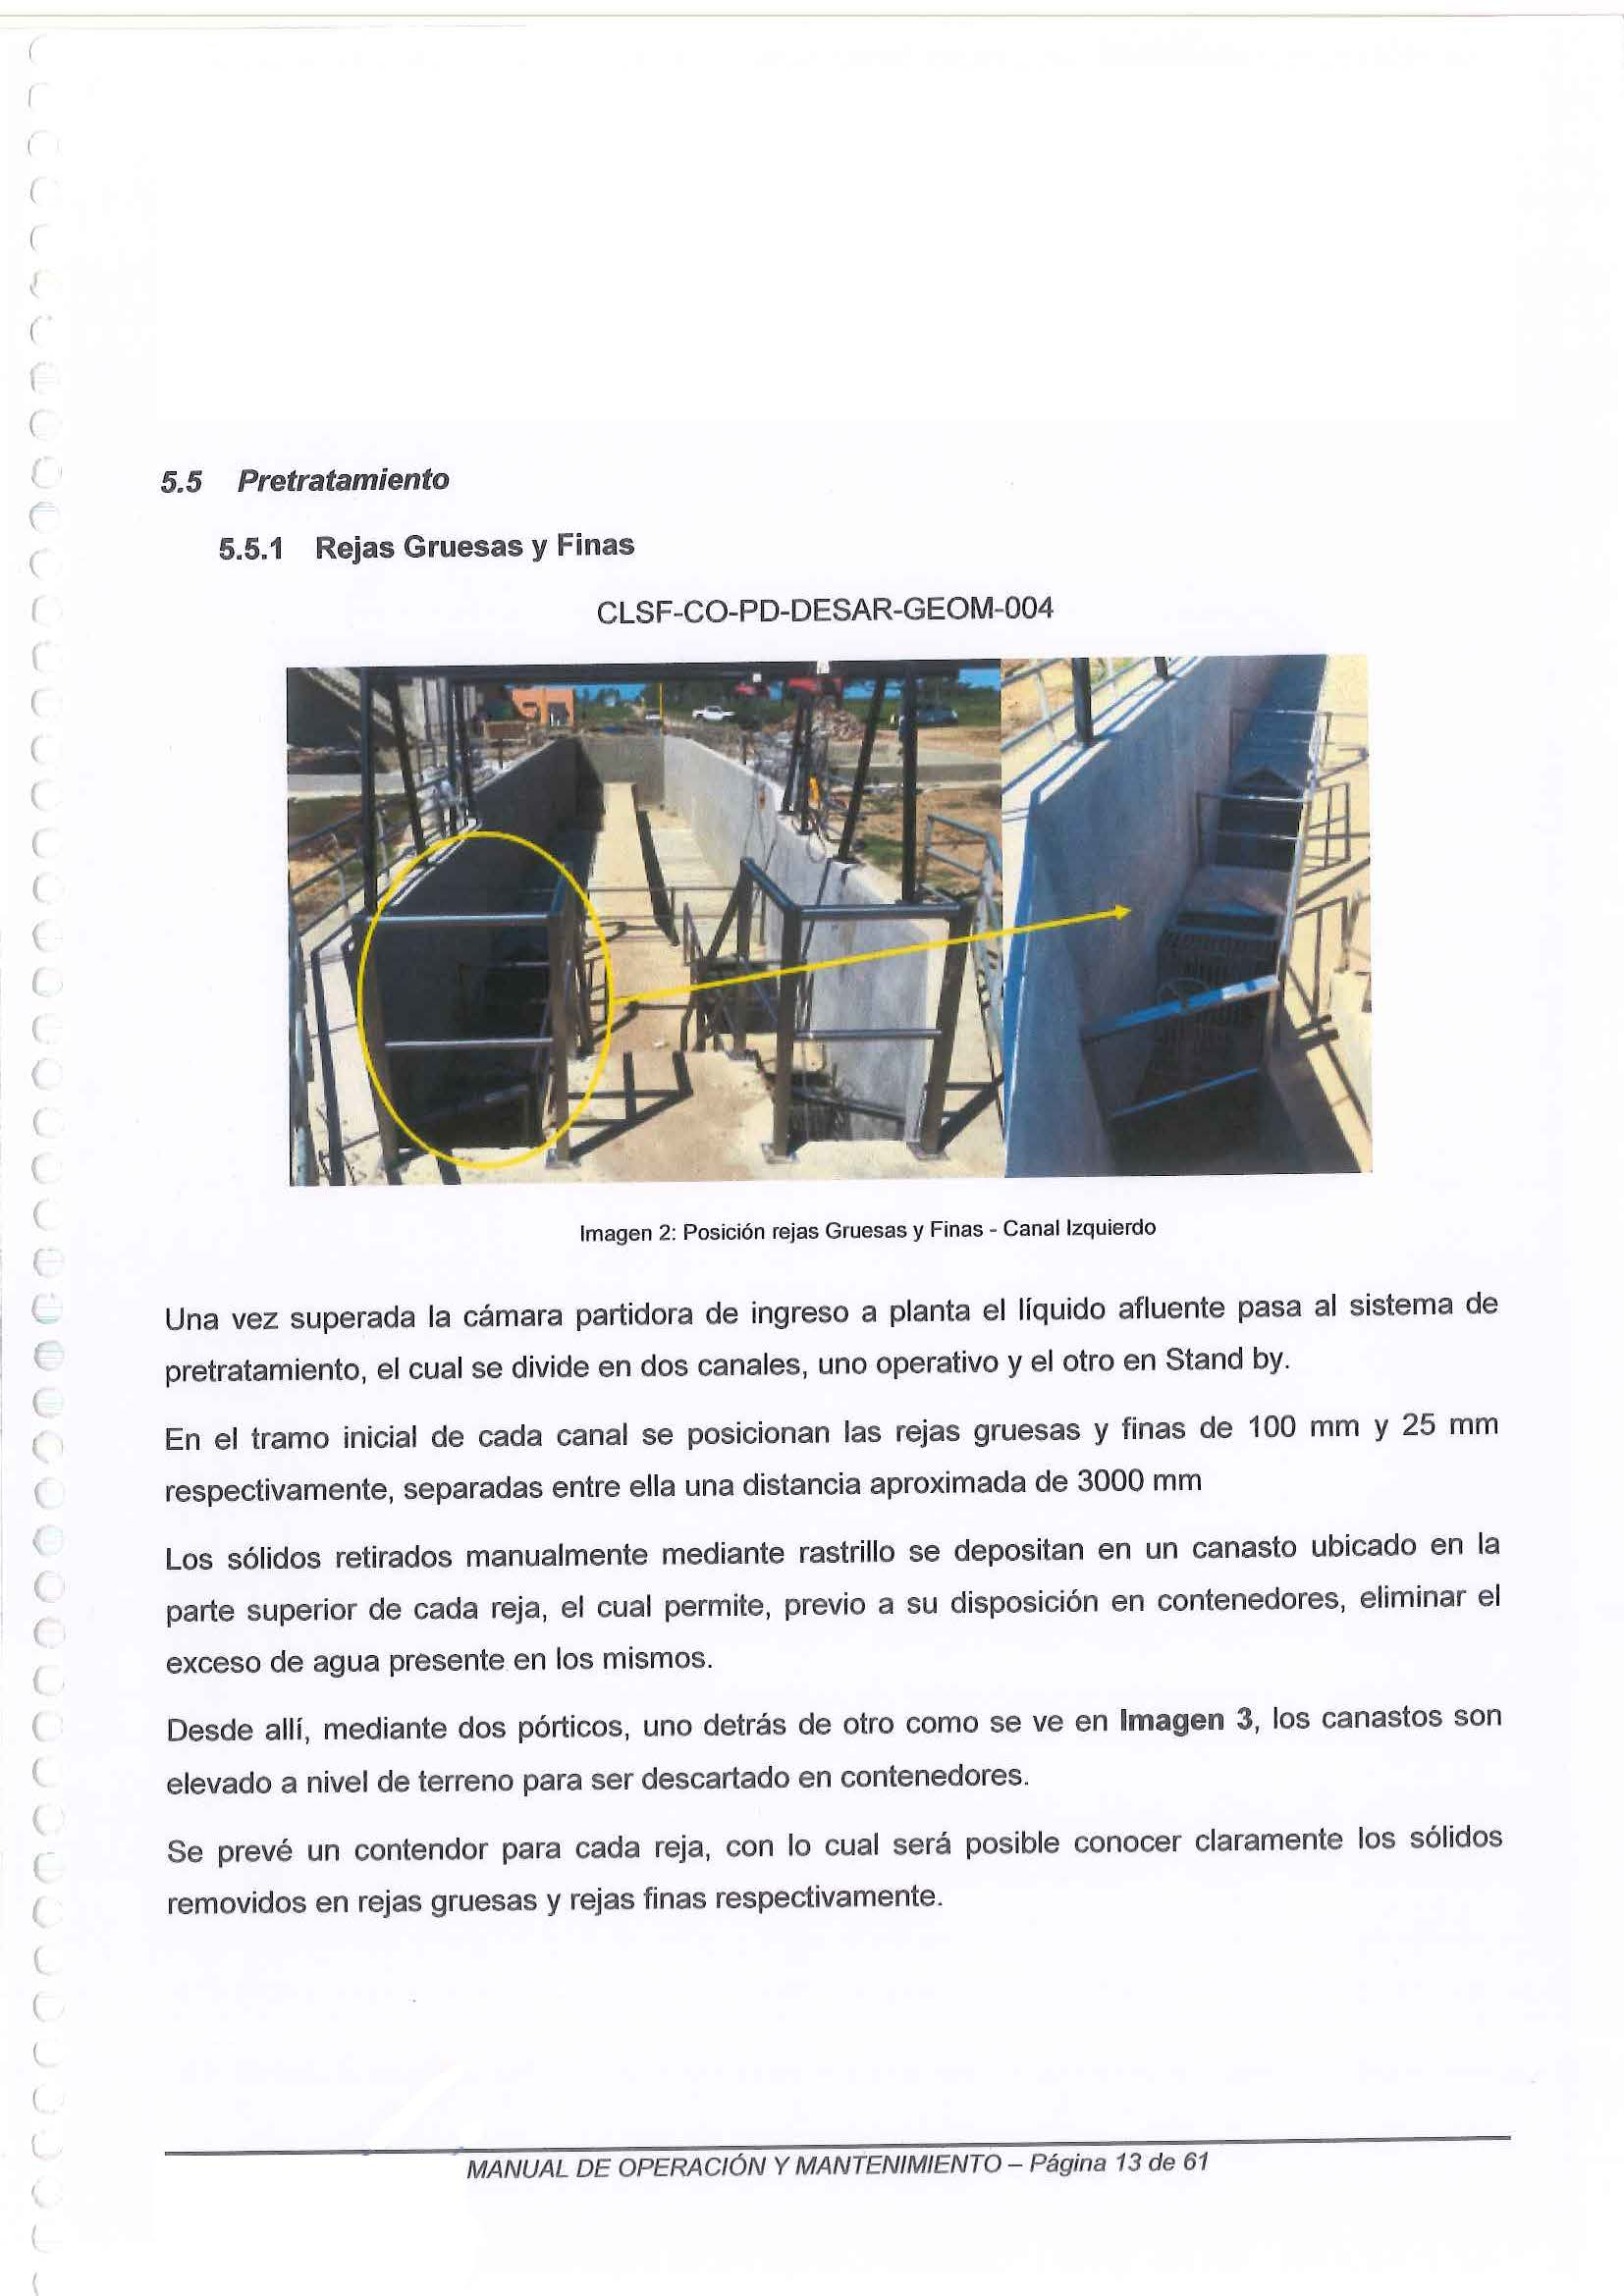 5.5 Pretratamiento
5.5.1 Rejas Gruesas y Finas
CLSF-CO-PD-DESAR-GEOM-004
Imagen 2: Posición rejas Gruesas y Finas - Canal Izquierdo
Una vez superada la cámara partidora de ingreso a planta el líquido afluente pasa al sistema de
pretratamiento, el cual se divide en dos canales, uno operativo y el otro en Stand by.
En el tramo inicial de cada canal se posicionan las rejas gruesas y finas de 100 mm y 25 mm
respectivamente, separadas entre ella una distancia aproximada de 3000 mm
Los sólidos retirados manualmente mediante rastrillo se depositan en un canasto ubicado en la
parte superior de cada reja, el cual permite, previo a su disposición en contenedores, eliminar el
exceso de agua presente en los mismos.
Desde allí, mediante dos pórticos, uno detrás de otro como se ve en Imagen 3, los canastos son
elevado a nivel de terreno para ser descartado en contenedores.
Se prevé un contendor para cada reja, con lo cual será posible conocer claramente los sólidos
removidos en rejas gruesas y rejas finas respectivamente.
MANUAL DE OPERACIÓN Y MANTENIMIENTO – Página 13 de 61